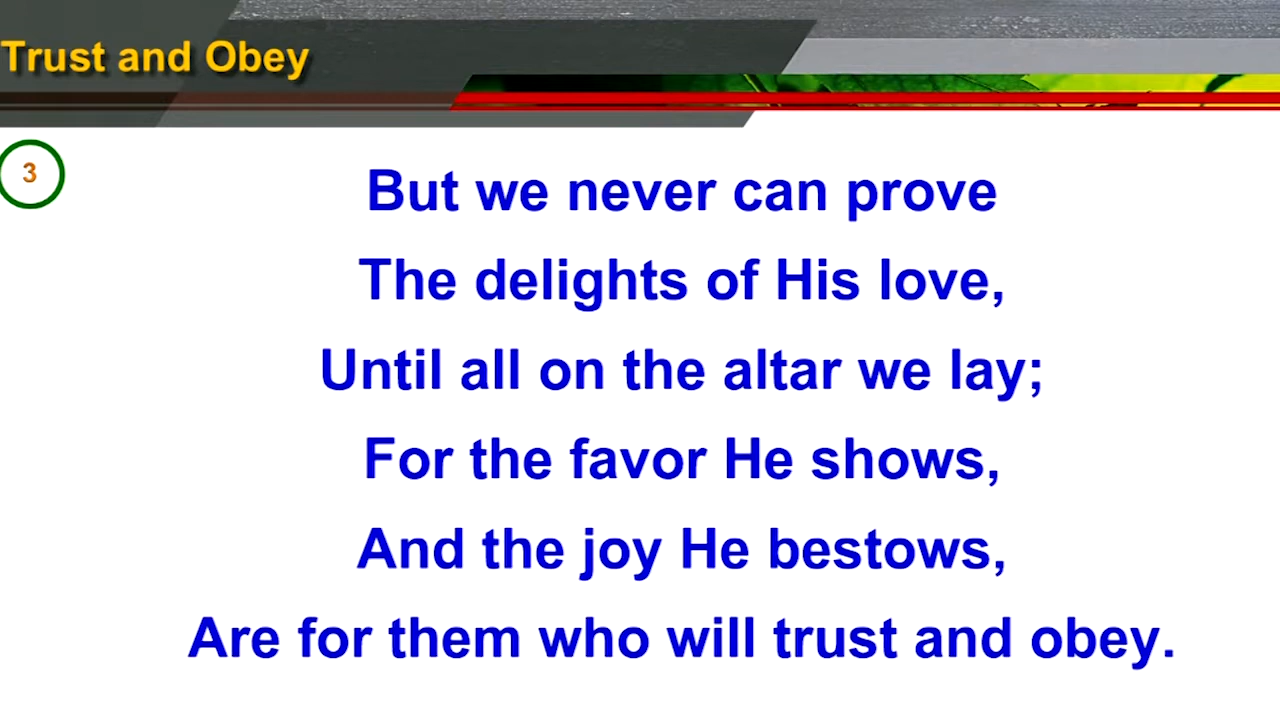 Trust and Obey
3
But we never can prove
The delights of His love,
Until all on the altar we lay;
For the favor He shows,
And the joy He bestows,
Are for them who will trust and obey.